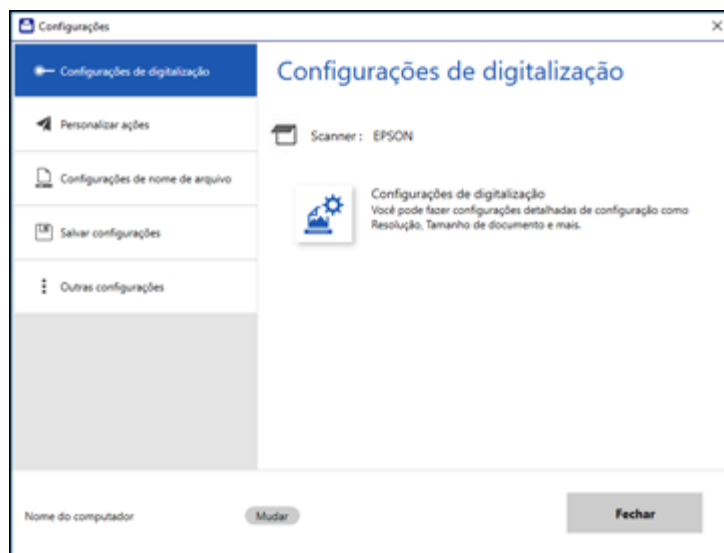 Configurações
Configurações de digitalização
Personalizar ações
Configurações de nome de arquivo
Salvar configurações
Outras configurações
Configurações de digitalização
Scanner : EPSON
Configurações de digitalização
Você pode fazer configurações detalhadas de configuração como
Resolução, Tamanho de documento e mais.
Nome do computador
Mudar
Fechar